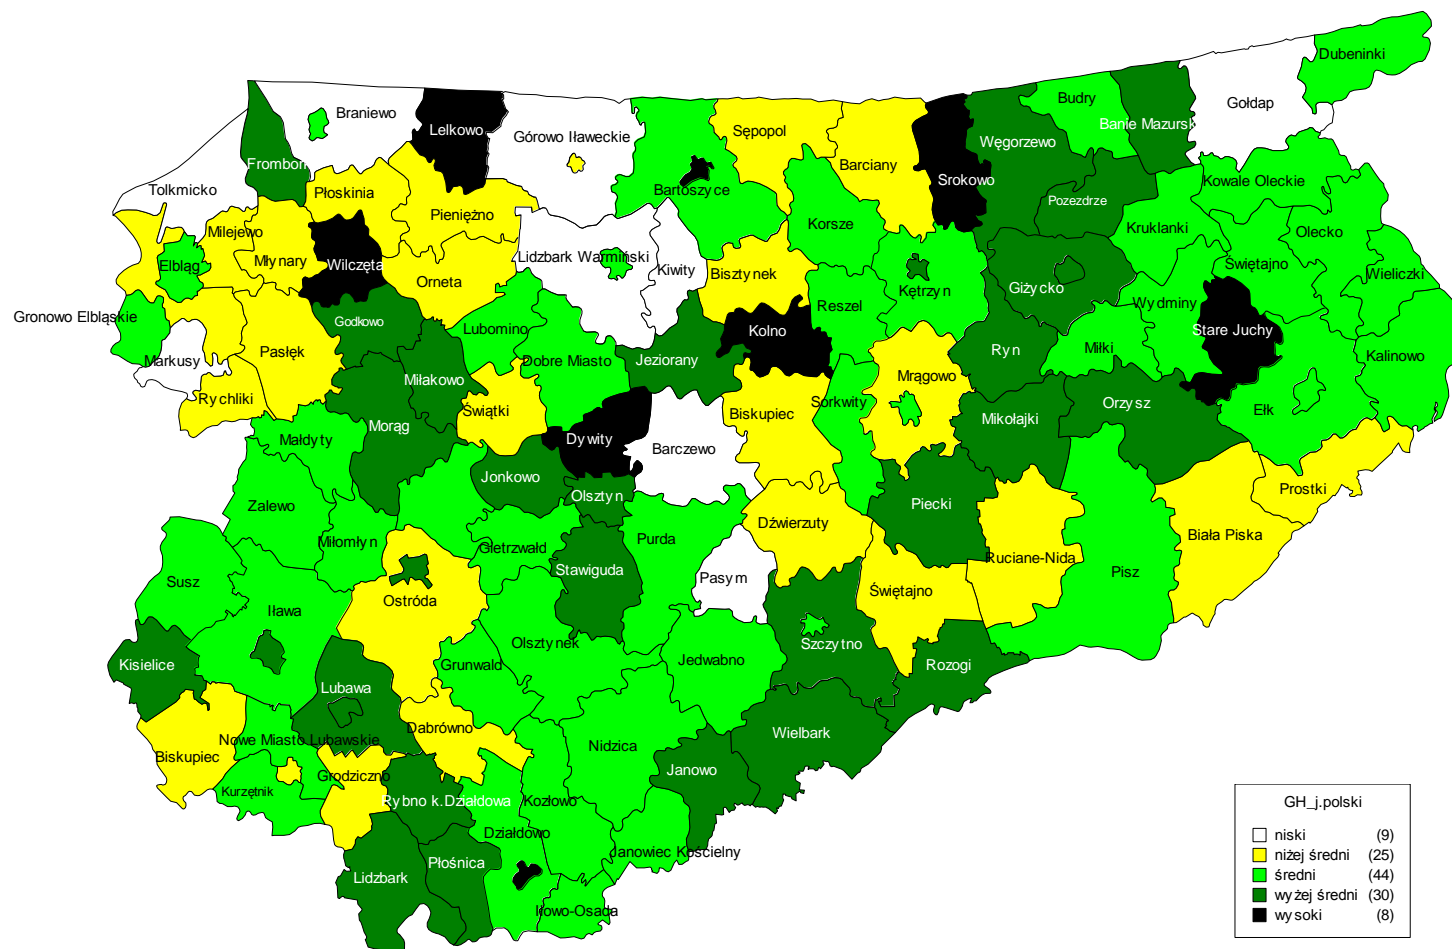 Dubeninki
Gołdap
Budry
Banie Mazursk
Braniewo
Lelkowo
Górowo Iławeckie
Sępopol
Węgorzewo
Frombork
Barciany
Srokowo
Tolkmicko
Płoskinia
Bartoszyce
Kowale Oleckie
Pozezdrze
Pieniężno
Korsze
Kruklanki
Olecko
Milejewo
Młynary
Wilczęta
Elbląg
Lidzbark Warmiński
Kiwity
Bisztynek
Świętajno
Wieliczki
Orneta
Kętrzyn
Giżycko
Reszel
Wydminy
Gronowo Elbląskie
Godkowo
Lubomino
Kolno
Stare Juchy
Markusy
Pasłęk
Dobre Miasto
Jeziorany
Ryn
Miłki
Kalinowo
Miłakowo
Mrągowo
Rychliki
Świątki
Biskupiec
Sorkwity
Orzysz
Ełk
Morąg
Mikołajki
Małdyty
Dywity
Barczewo
Jonkowo
Olsztyn
Prostki
Zalewo
Piecki
Dźwierzuty
Biała Piska
Miłomłyn
Gietrzwałd
Purda
Ruciane-Nida
Susz
Stawiguda
Pasym
Pisz
Ostróda
Świętajno
Iława
Olsztynek
Szczytno
Kisielice
Grunwald
Jedwabno
Rozogi
Lubawa
Dabrówno
Wielbark
Nowe Miasto Lubawskie
Nidzica
Biskupiec
Grodziczno
Janowo
Kurzętnik
Rybno k.Działdowa
Kozłowo
Działdowo
Janowiec Kościelny
Płośnica
Lidzbark
Iłowo-Osada
GH_j.polski
niski (9)
niżej średni (25)
średni (44)
wyżej średni (30)
wysoki (8)